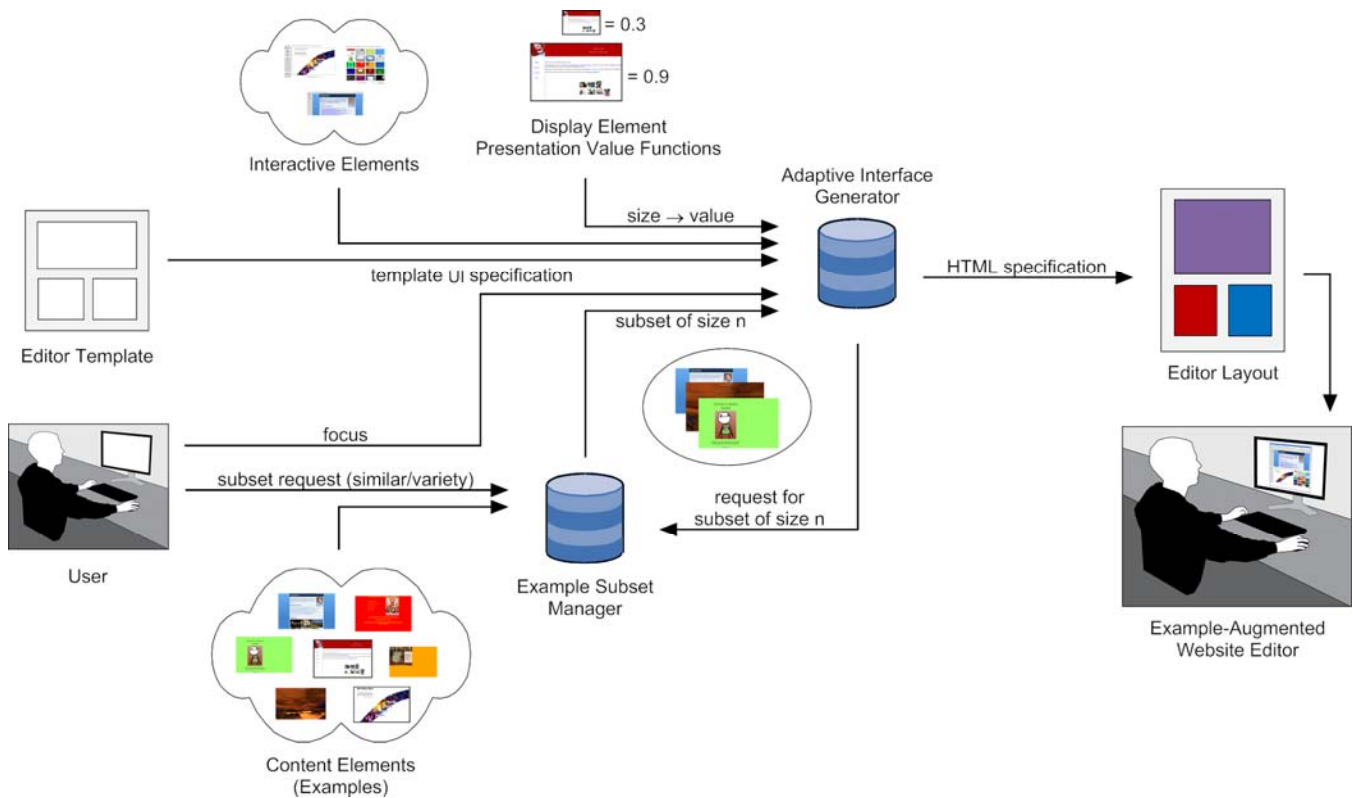 = 0.3
= 0.9
Interactive Elements
Display Element
Presentation Value Functions
Adaptive Interface
Generator
size → value
template UI specification
HTML specification
subset of size n
Editor Template
Editor Layout
focus
subset request (similar/variety)
request for
subset of size n
User
Example Subset
Manager
Example-Augmented
Website Editor
Content Elements
(Examples)